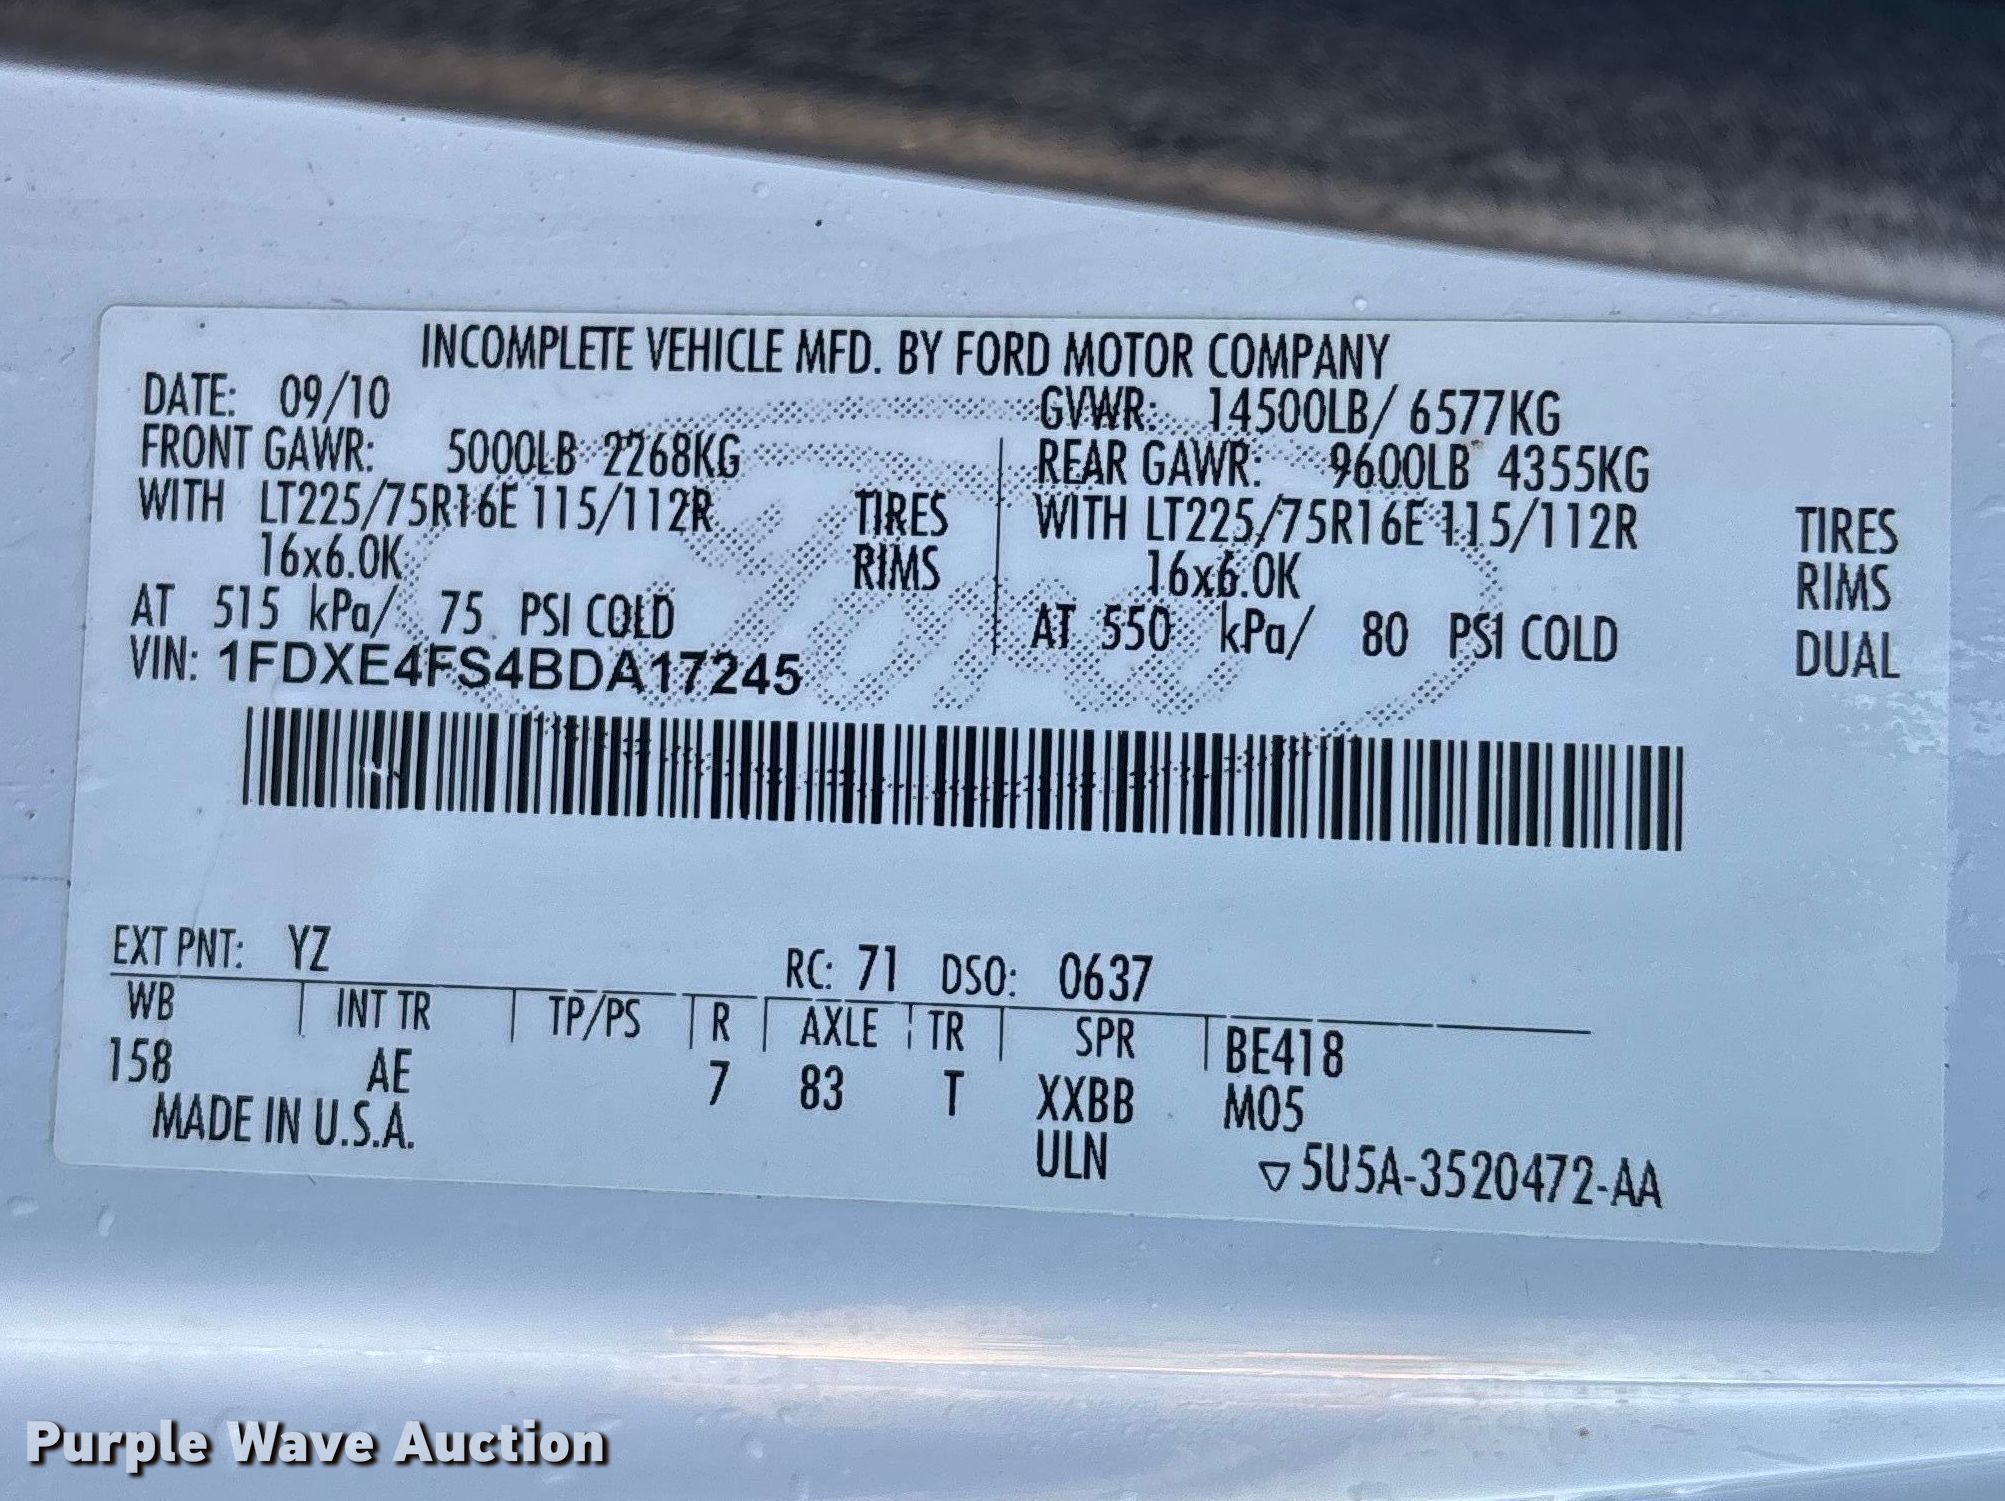 INCOMPLETE VEHICLE MFD. BY FORD MOTOR COMPANY
DATE: 09/10 GVWR: 14500LB/ 6577KG
FRONT GAWR: 5000LB 2268KG REAR GAWR: 9600LB 4355KG
WITH LT225/75R16E 115/112R TIRES WITH LT225/75R16E 115/112R TIRES
16x6.0K RIMS 16x6.0K RIMS
AT 515 kPa/ 75 PSI COLD AT 550 kPa/ 80 PSI COLD DUAL
VIN: 1FDXE4FS4BDA17245
Ford
EXT PNT: YZ RC: 71 DSO: 0637
WB INT TR TP/PS R AXLE TR SPR BE418
158 AE 7 83 T XXBB M05
MADE IN U.S.A. ULN ▽5U5A-3520472-AA
Purple Wave Auction